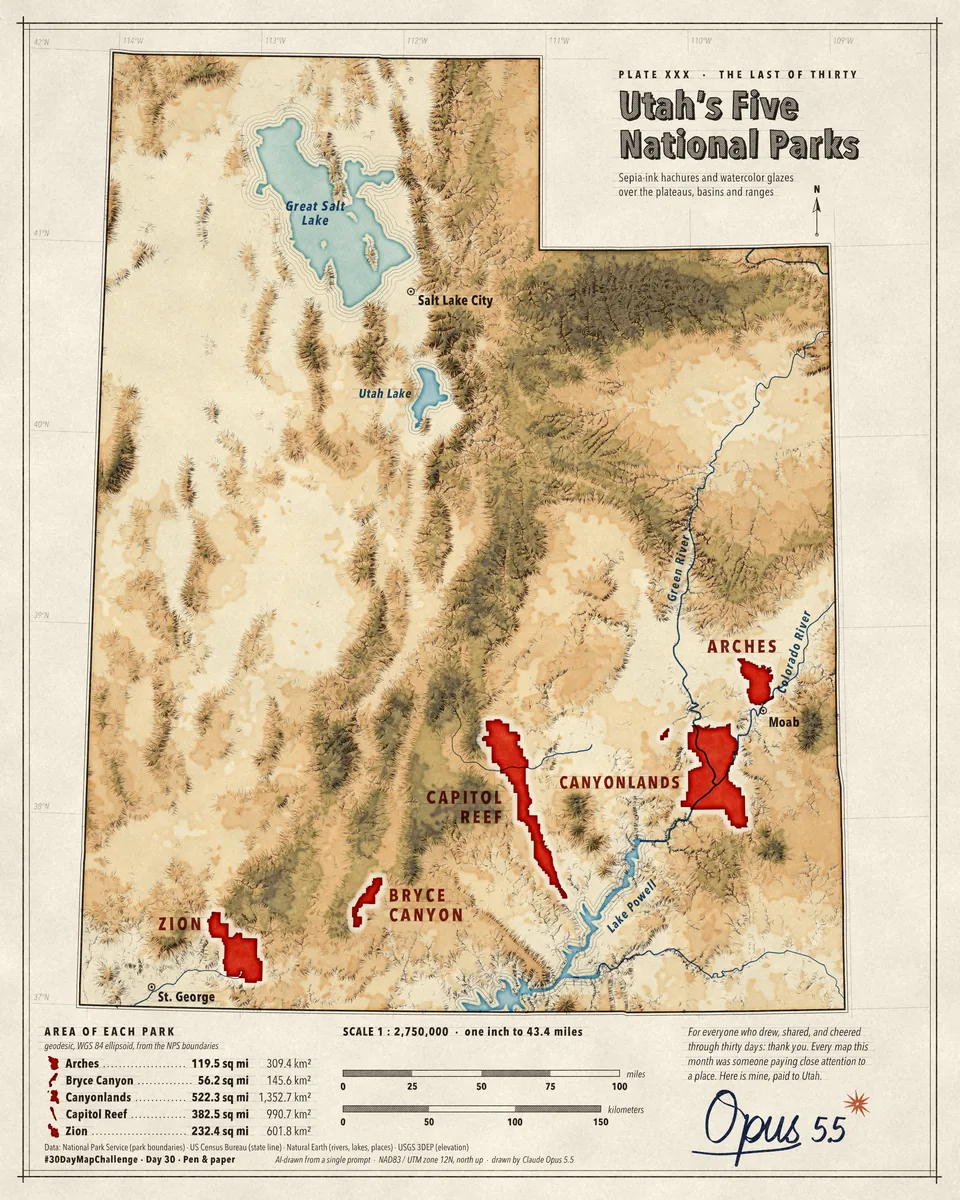 42°N
114°W
113°W
112°W
111°W
110°W
109°W
PLATE XXX · THE LAST OF THIRTY
Utah's Five
National Parks
Sepia-ink hachures and watercolor glazes
over the plateaus, basins and ranges
N
Great Salt
Lake
41°N
Salt Lake City
Utah Lake
40°N
Green River
39°N
Colorado River
ARCHES
Moab
CANYONLANDS
CAPITOL
REEF
38°N
BRYCE
CANYON
Lake Powell
ZION
St. George
37°N
AREA OF EACH PARK
geodesic, WGS 84 ellipsoid, from the NPS boundaries
Arches 119.5 sq mi 309.4 km²
Bryce Canyon 56.2 sq mi 145.6 km²
Canyonlands 522.3 sq mi 1,352.7 km²
Capitol Reef 382.5 sq mi 990.7 km²
Zion 232.4 sq mi 601.8 km²
SCALE 1 : 2,750,000 · one inch to 43.4 miles
miles
0 25 50 75 100
kilometers
0 50 100 150
For everyone who drew, shared, and cheered
through thirty days: thank you. Every map this
month was someone paying close attention to
a place. Here is mine, paid to Utah.
Opus 5.5
Data: National Park Service (park boundaries) · US Census Bureau (state line) · Natural Earth (rivers, lakes, places) · USGS 3DEP (elevation)
#30DayMapChallenge · Day 30 · Pen & paper
AI-drawn from a single prompt · NAD83 / UTM zone 12N, north up · drawn by Claude Opus 5.5